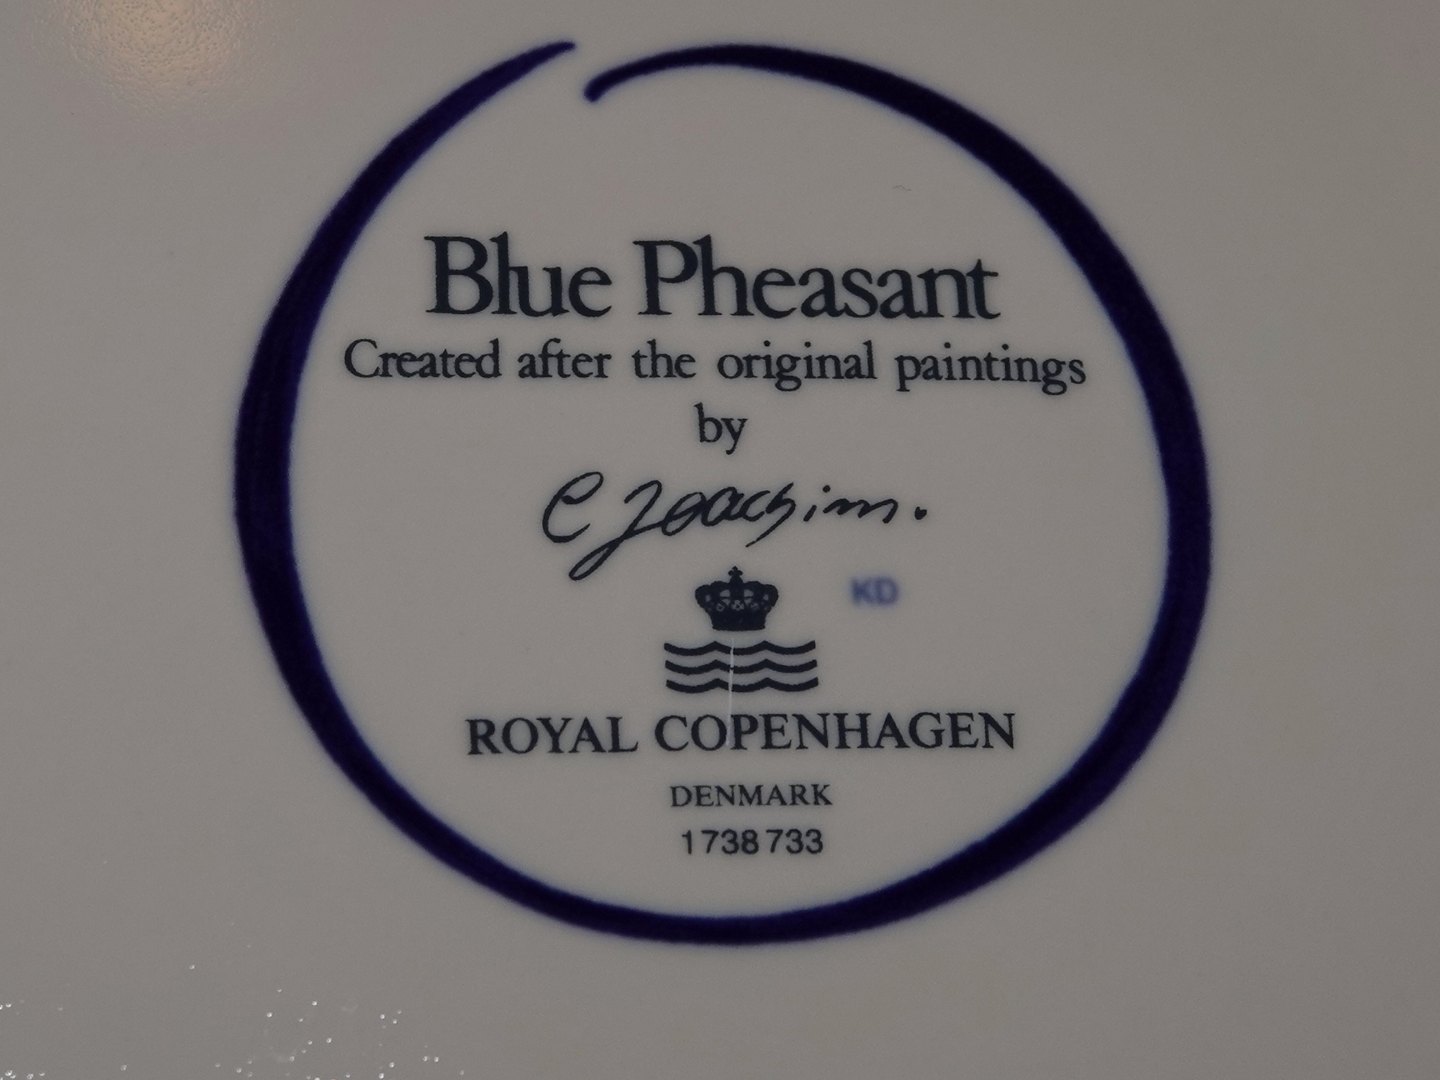 Blue Pheasant
Created after the original paintings
by
C Joachim.
KD
ROYAL COPENHAGEN
DENMARK
1738733